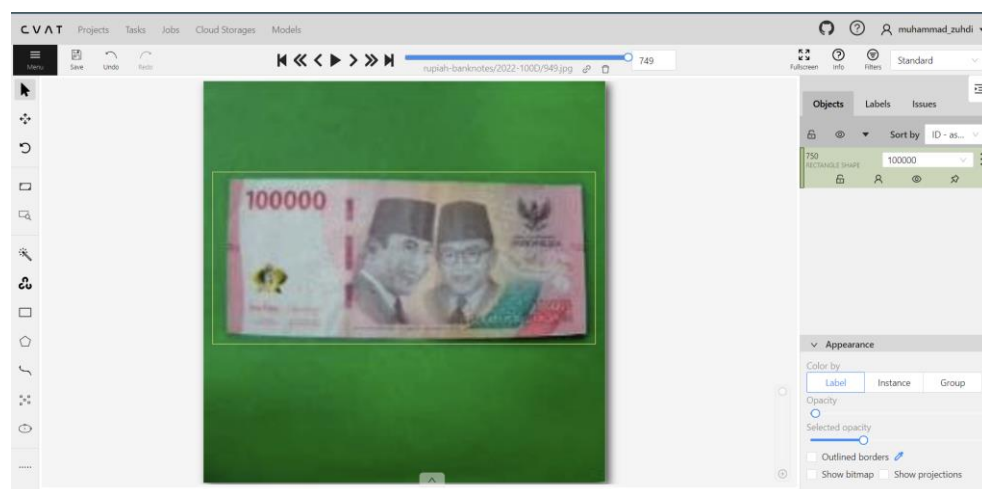 CVAT Projects Tasks Jobs Cloud Storages Models
muhammad_zuhdi
Menu Save Undo Redo
rupiah-banknotes/2022-100D/949.jpg
749
Fullscreen Info Filters Standard
Objects Labels Issues
Sort by ID - as...
750
RECTANGLE SHAPE
100000
100000
INDONESIA
Appearance
Color by
Label Instance Group
Opacity
Selected opacity
Outlined borders
Show bitmap Show projections